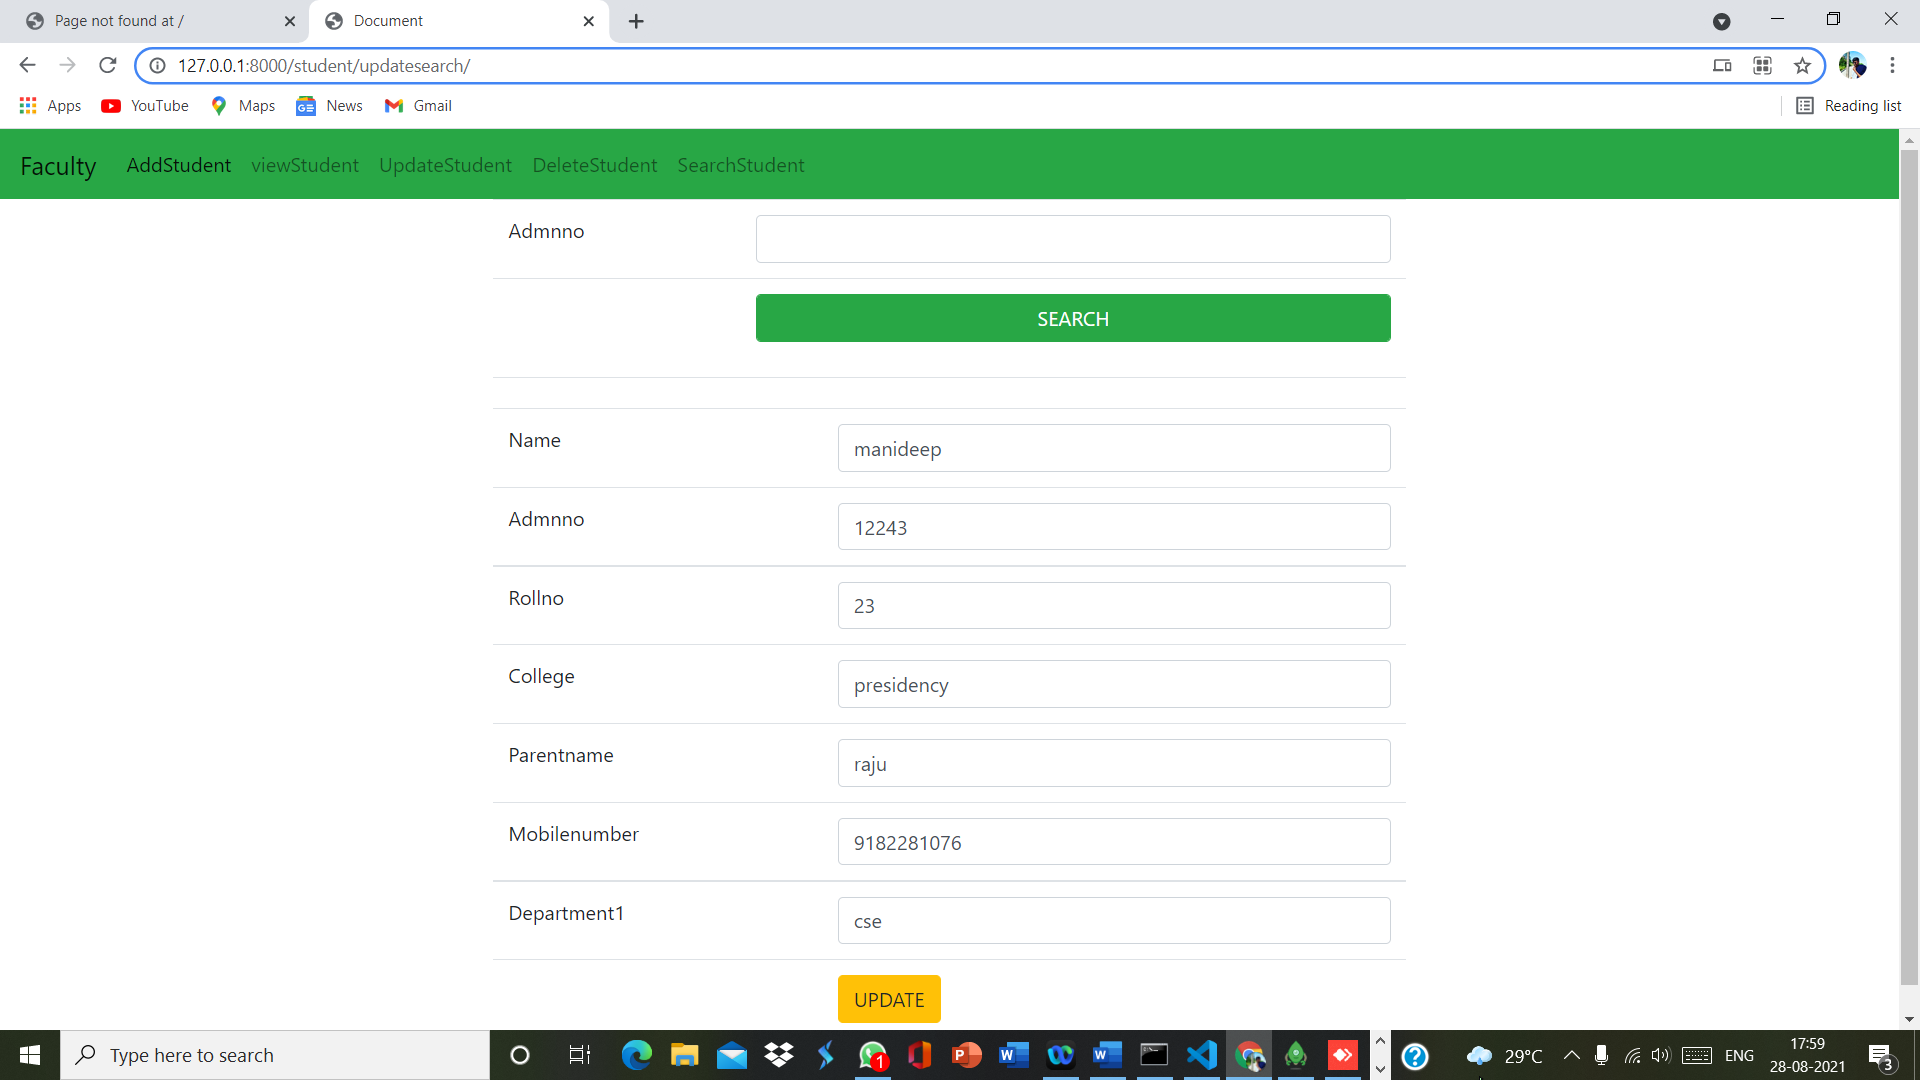 Page not found at /
Document
127.0.0.1:8000/student/updatesearch/
Apps YouTube Maps News Gmail Reading list
Faculty AddStudent viewStudent UpdateStudent DeleteStudent SearchStudent
Admnno
SEARCH
Name manideep
Admnno 12243
Rollno 23
College presidency
Parentname raju
Mobilenumber 9182281076
Department1 cse
UPDATE
Type here to search
1
29°C
ENG
17:59
28-08-2021
3